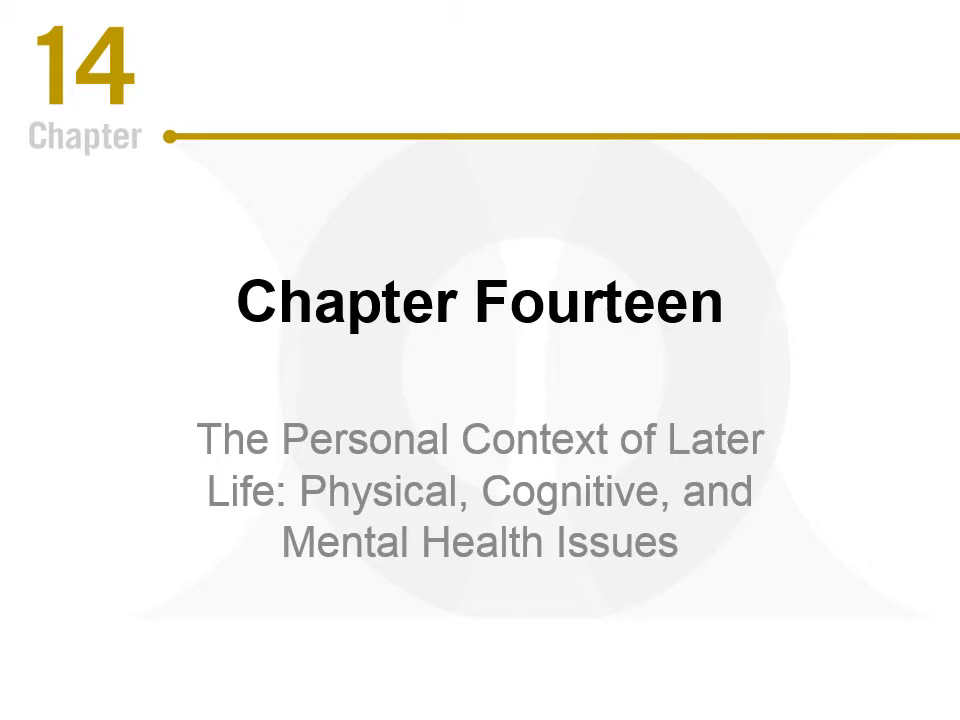 14
Chapter
Chapter Fourteen
The Personal Context of Later
Life: Physical, Cognitive, and
Mental Health Issues